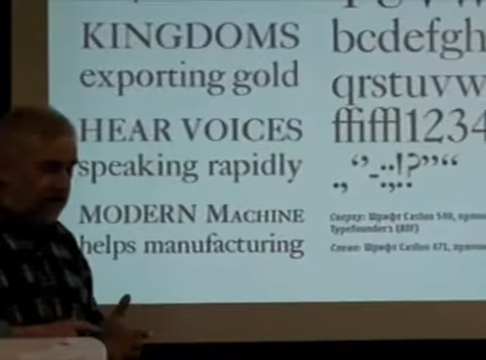 KINGDOMS
exporting gold
HEAR VOICES
speaking rapidly
MODERN MACHINE
helps manufacturing
bcdefgh
qrstuvw
ffiffl1234
.,“”-:;!?”“
Сверху: Шрифт Caslon 540,
Typefounders (ATF)
Слева: Шрифт Caslon 471,